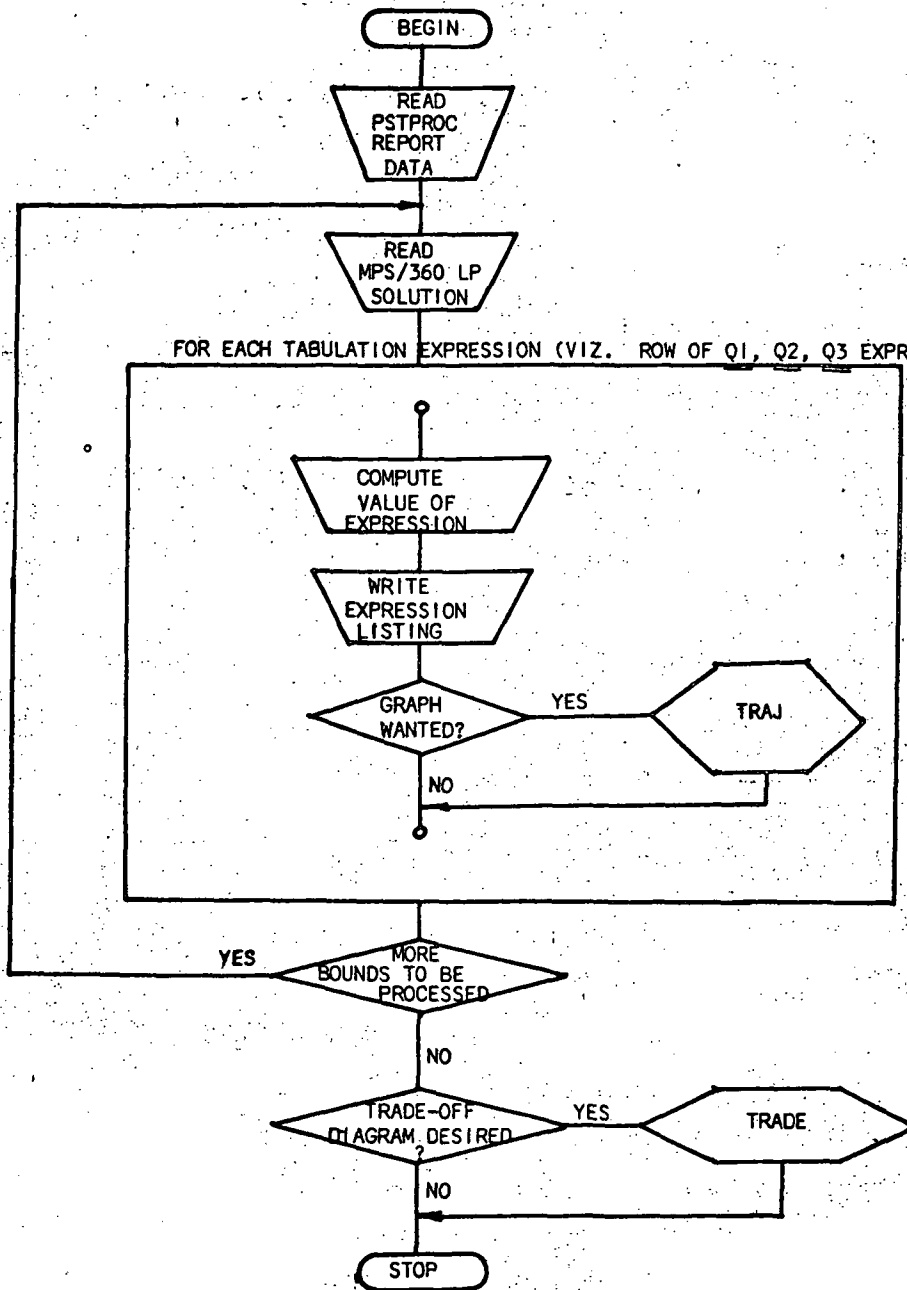 BEGIN
READ
PSTPROC
REPORT
DATA
READ
MPS/360 LP
SOLUTION
FOR EACH TABULATION EXPRESSION (VIZ. ROW OF Q1, Q2, Q3 EXPR
COMPUTE
VALUE OF
EXPRESSION
WRITE
EXPRESSION
LISTING
GRAPH
WANTED?
YES
TRAJ
NO
YES
MORE
BOUNDS TO BE
PROCESSED
NO
TRADE-OFF
DIAGRAM DESIRED
?
YES
TRADE
NO
STOP